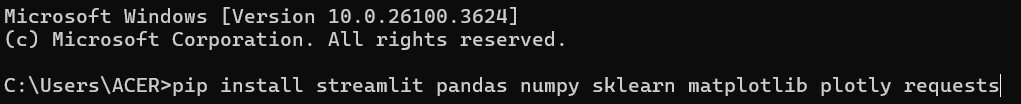 Microsoft Windows [Version 10.0.26100.3624]
(c) Microsoft Corporation. All rights reserved.
C:\Users\ACER>pip install streamlit pandas numpy sklearn matplotlib plotly requests